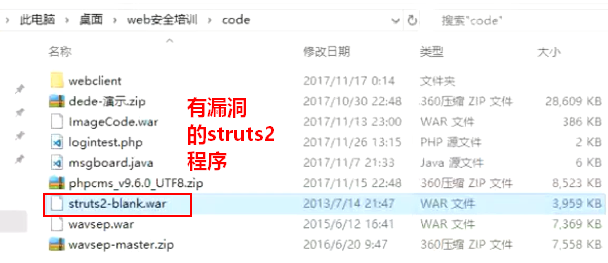 › 此电脑 › 桌面 › web安全培训 › code
搜索"code"
名称 修改日期 类型 大小
webclient 2017/11/17 0:14 文件夹
dede-演示.zip 2017/10/30 22:48 360压缩 ZIP 文件 28,609 KB
ImageCode.war 2017/11/13 23:00 WAR 文件 386 KB
logintest.php 2017/11/26 13:15 PHP 源文件 2 KB
msgboard.java 2017/11/7 21:33 Java 源文件 6 KB
phpcms_v9.6.0_UTF8.zip 2017/11/15 22:48 360压缩 ZIP 文件 8,523 KB
struts2-blank.war 2013/7/14 21:47 WAR 文件 3,959 KB
wavsep.war 2015/6/12 16:41 WAR 文件 7,369 KB
wavsep-master.zip 2016/6/20 9:47 360压缩 ZIP 文件 7,558 KB
有漏洞
的struts2
程序